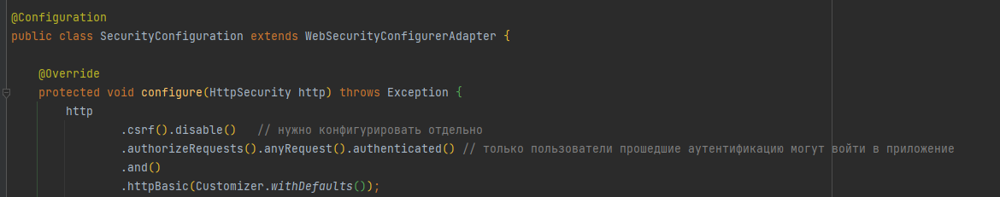 @Configuration
public class SecurityConfiguration extends WebSecurityConfigurerAdapter {
@Override
protected void configure(HttpSecurity http) throws Exception {
http
.csrf().disable()   // нужно конфигурировать отдельно
.authorizeRequests().anyRequest().authenticated() // только пользователи прошедшие аутентификацию могут войти в приложение
.and()
.httpBasic(Customizer.withDefaults());